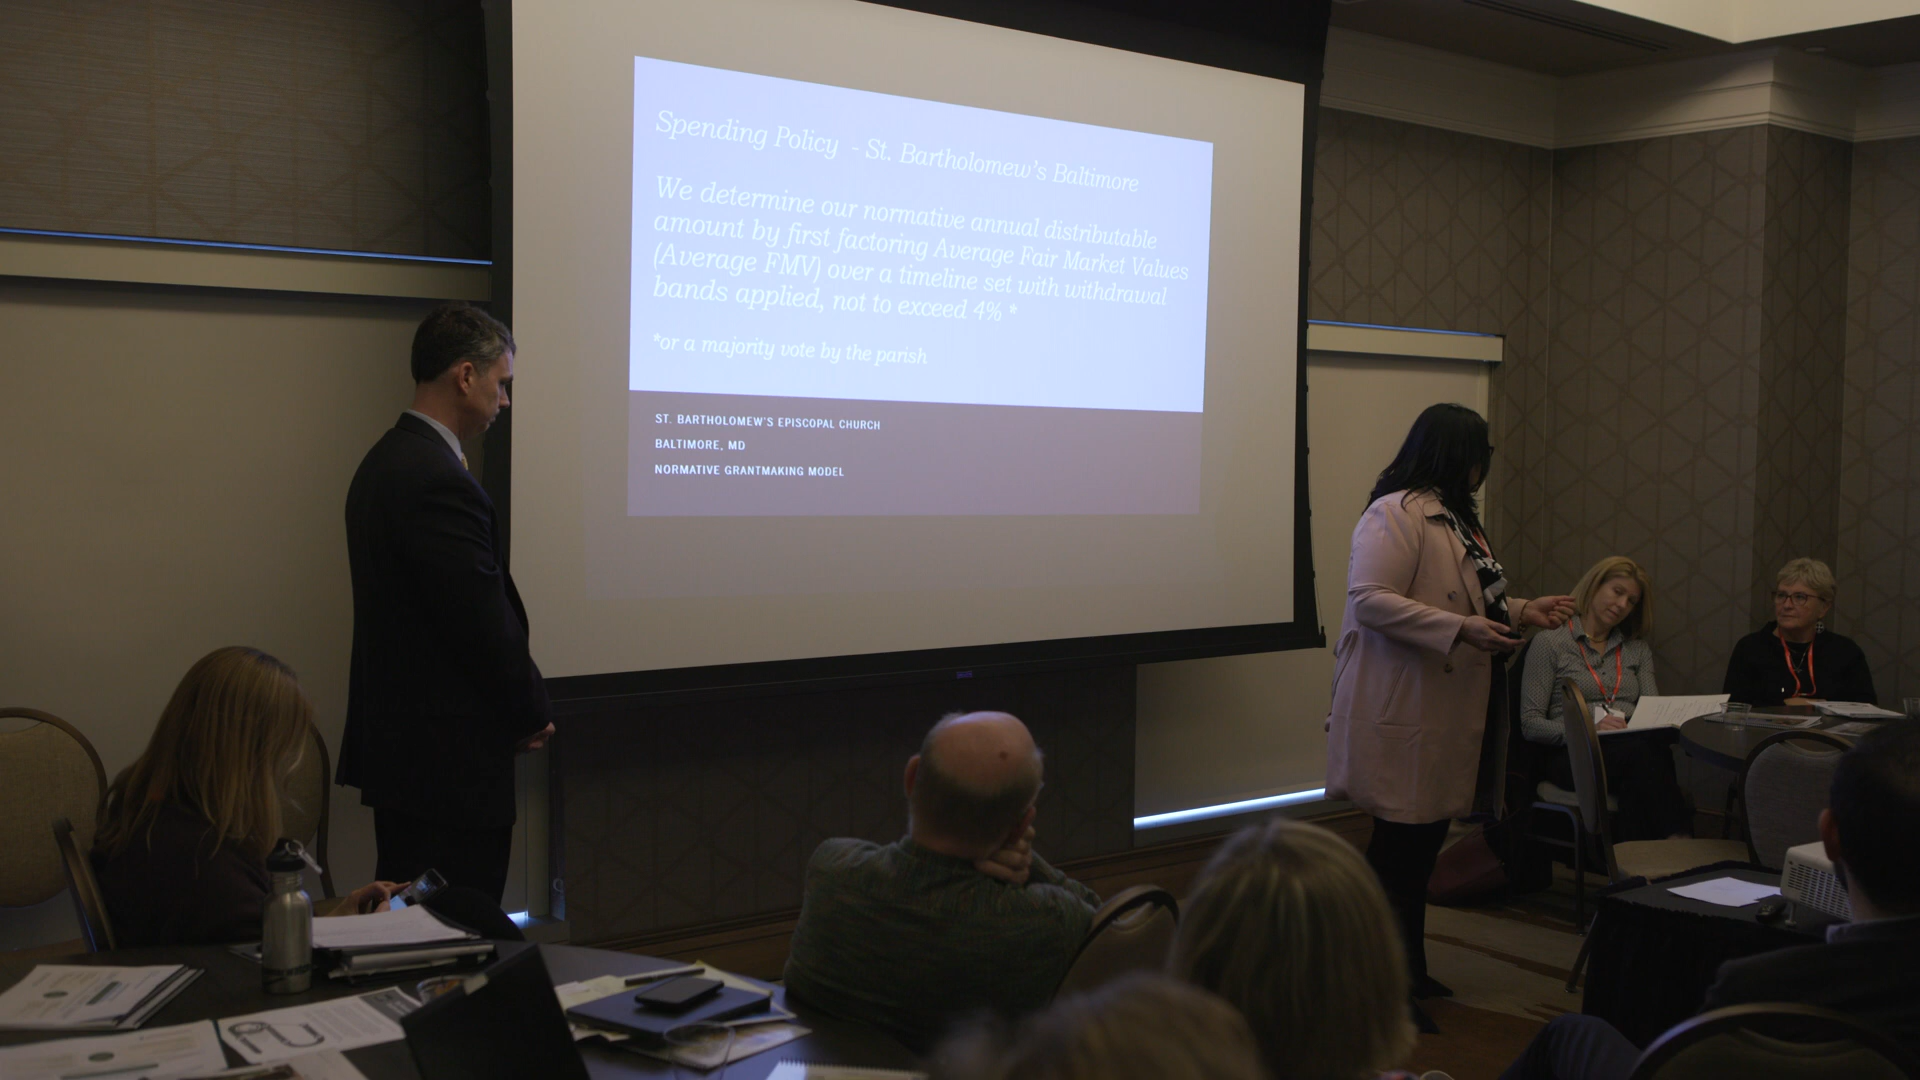 Spending Policy - St. Bartholomew's Baltimore
We determine our normative annual distributable
amount by first factoring Average Fair Market Values
(Average FMV) over a timeline set with withdrawal
bands applied, not to exceed 4% *
*or a majority vote by the parish
ST. BARTHOLOMEW'S EPISCOPAL CHURCH
BALTIMORE, MD
NORMATIVE GRANTMAKING MODEL